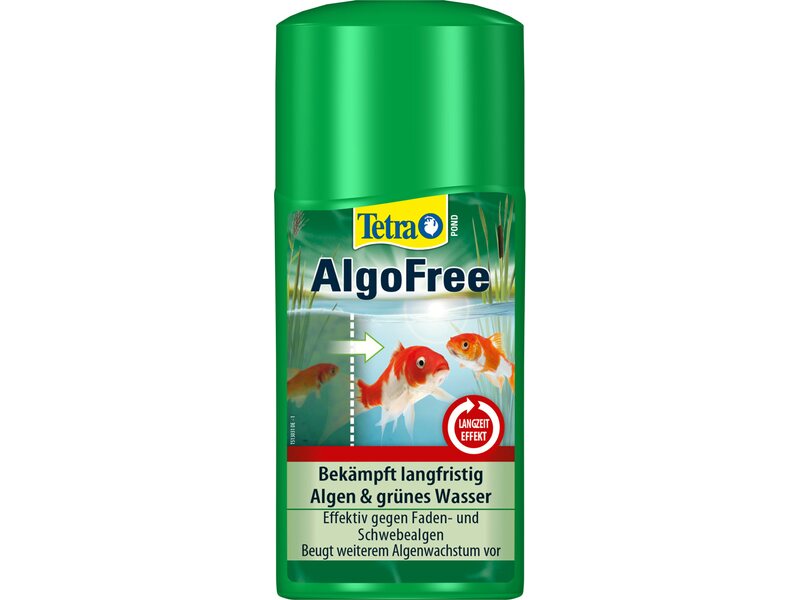 Tetra
POND
AlgoFree
LANGZEIT
EFFEKT
Bekämpft langfristig
Algen & grünes Wasser
Effektiv gegen Faden- und
Schwebealgen
Beugt weiterem Algenwachstum vor